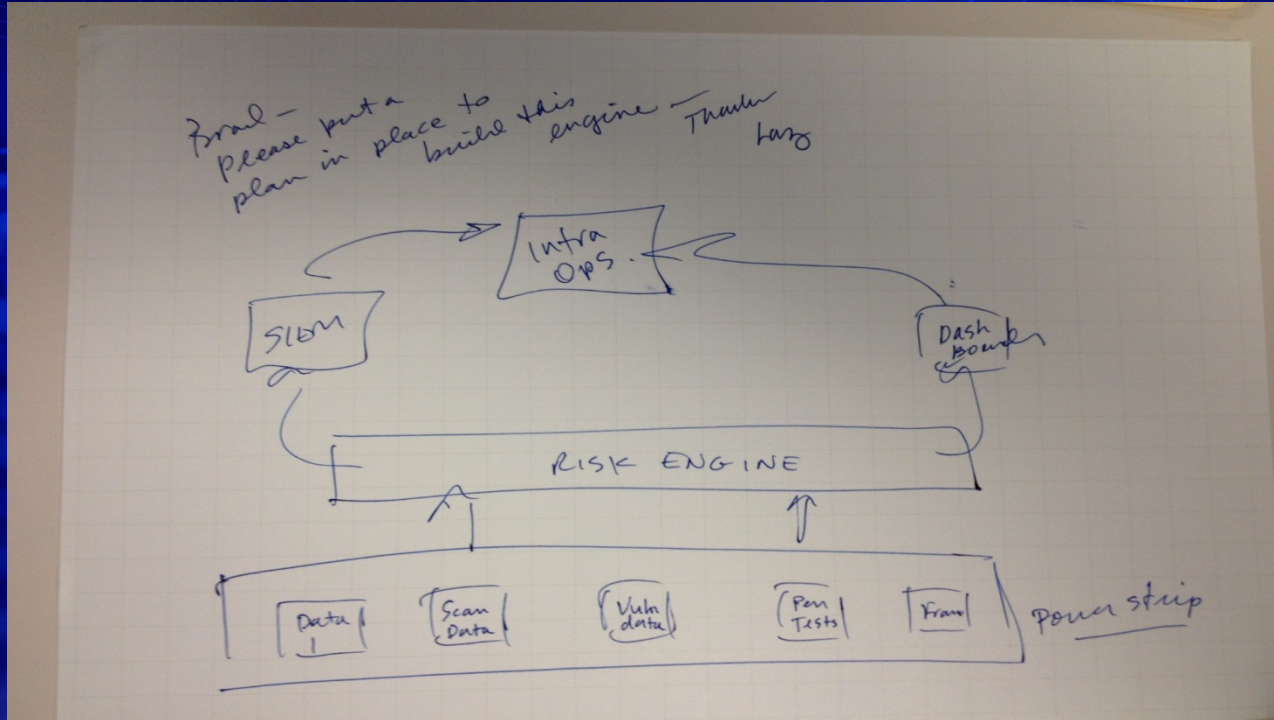 Brad -
please put a
plan in place to
build this
engine -
Intra
Ops.
SIEM
Dash
Board
RISK ENGINE
Data
1
Scan
Data
Vuln
data
Pen
Tests
Fraud
Power strip